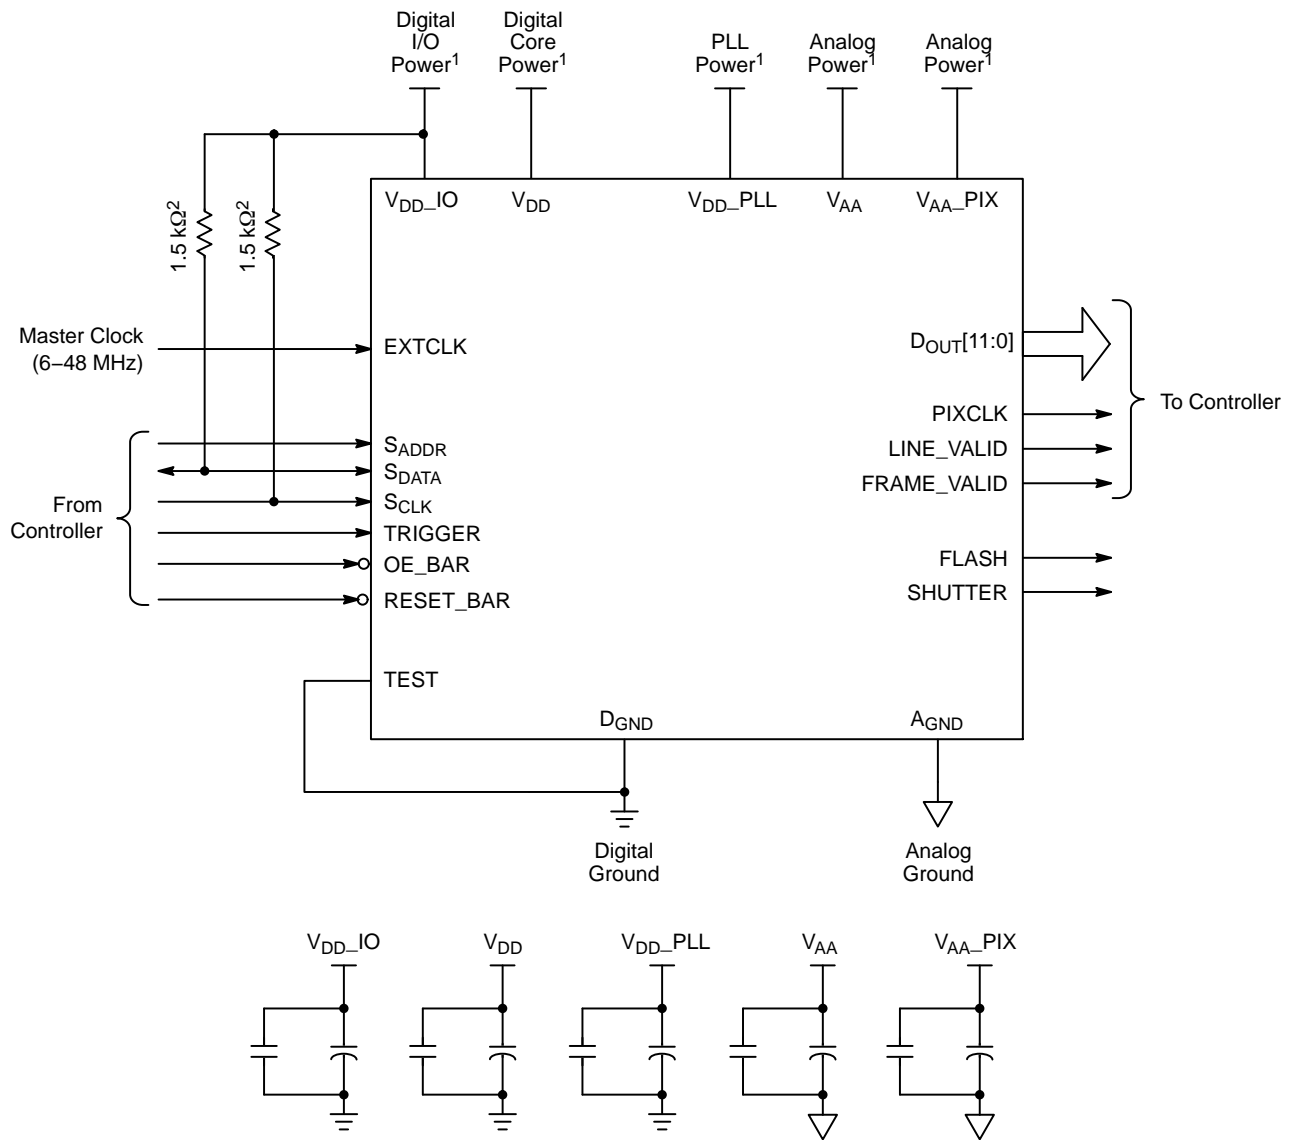 Digital
I/O
Power1
Digital
Core
Power1
PLL
Power1
Analog
Power1
Analog
Power1
VDD_IO
VDD
VDD_PLL
VAA
VAA_PIX
1.5 kΩ2
1.5 kΩ2
Master Clock
(6–48 MHz)
EXTCLK
DOUT[11:0]
PIXCLK
LINE_VALID
FRAME_VALID
To Controller
From
Controller
SADDR
SDATA
SCLK
TRIGGER
OE_BAR
RESET_BAR
FLASH
SHUTTER
TEST
DGND
AGND
Digital
Ground
Analog
Ground
VDD_IO
VDD
VDD_PLL
VAA
VAA_PIX